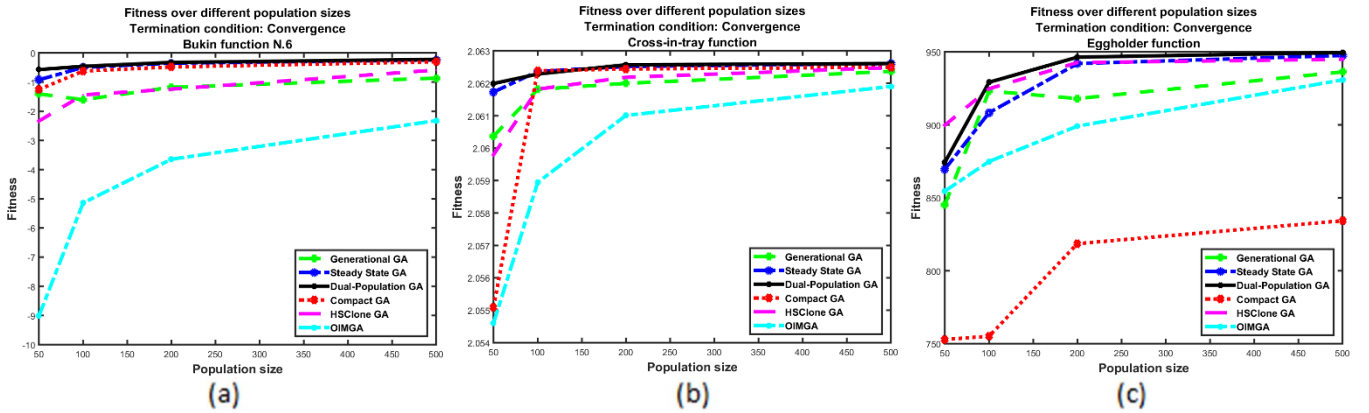 Fitness over different population sizes
Termination condition: Convergence
Bukin function N.6
0
-1
-2
-3
-4
-5
-6
-7
-8
-9
-10
Fitness
50
100
150
200
250
300
350
400
450
500
Population size
Generational GA
Steady State GA
Dual-Population GA
Compact GA
HSClone GA
OIMGA
(a)
Fitness over different population sizes
Termination condition: Convergence
Cross-in-tray function
2.063
2.062
2.061
2.06
2.059
2.058
2.057
2.056
2.055
2.054
Fitness
50
100
150
200
250
300
350
400
450
500
Population size
Generational GA
Steady State GA
Dual-Population GA
Compact GA
HSClone GA
OIMGA
(b)
Fitness over different population sizes
Termination condition: Convergence
Eggholder function
950
900
850
800
750
Fitness
50
100
150
200
250
300
350
400
450
500
Population size
Generational GA
Steady State GA
Dual-Population GA
Compact GA
HSClone GA
OIMGA
(c)